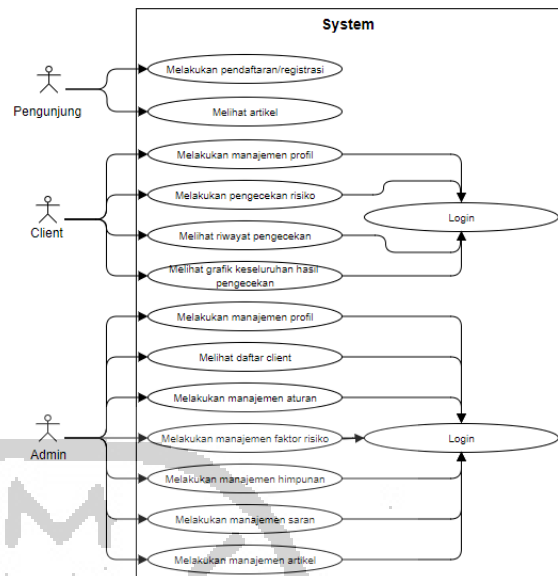 System
Melakukan pendaftaran/registrasi
Pengunjung
Melihat artikel
Melakukan manajemen profil
Melakukan pengecekan risiko
Client
Login
Melihat riwayat pengecekan
Melihat grafik keseluruhan hasil
pengecekan
Melakukan manajemen profil
Melihat daftar client
Melakukan manajemen aturan
Admin
Melakukan manajemen faktor risiko
Login
Melakukan manajemen himpunan
Melakukan manajemen saran
Melakukan manajemen artikel